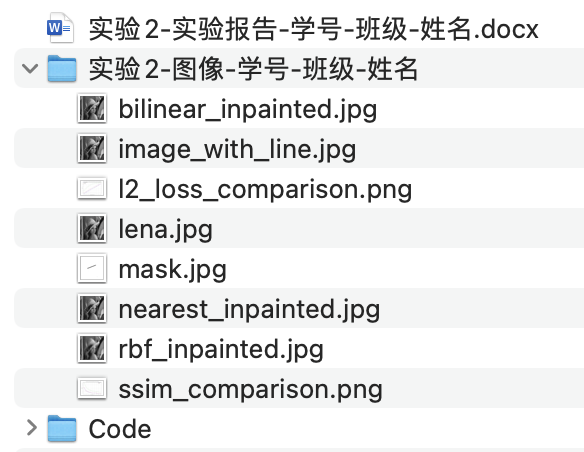 实验2-实验报告-学号-班级-姓名.docx
实验2-图像-学号-班级-姓名
bilinear_inpainted.jpg
image_with_line.jpg
l2_loss_comparison.png
lena.jpg
mask.jpg
nearest_inpainted.jpg
rbf_inpainted.jpg
ssim_comparison.png
Code